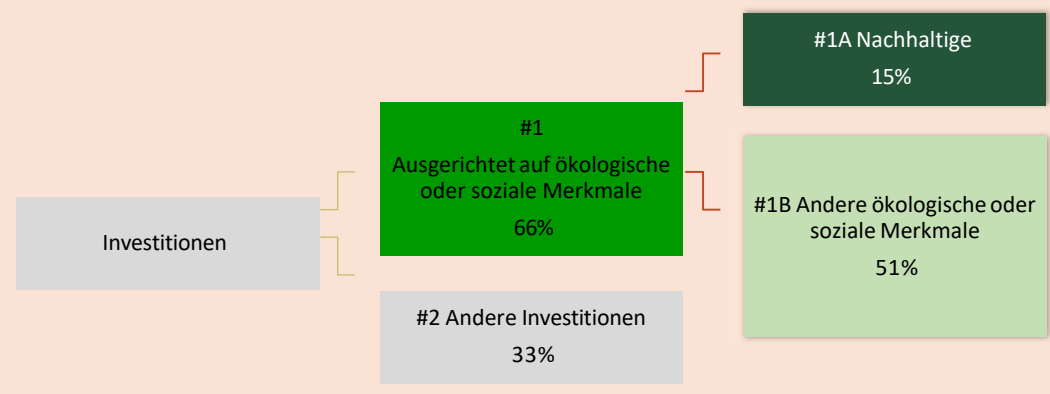 Investitionen
#1
Ausgerichtet auf ökologische
oder soziale Merkmale
66%
#2 Andere Investitionen
33%
#1A Nachhaltige
15%
#1B Andere ökologische oder
soziale Merkmale
51%